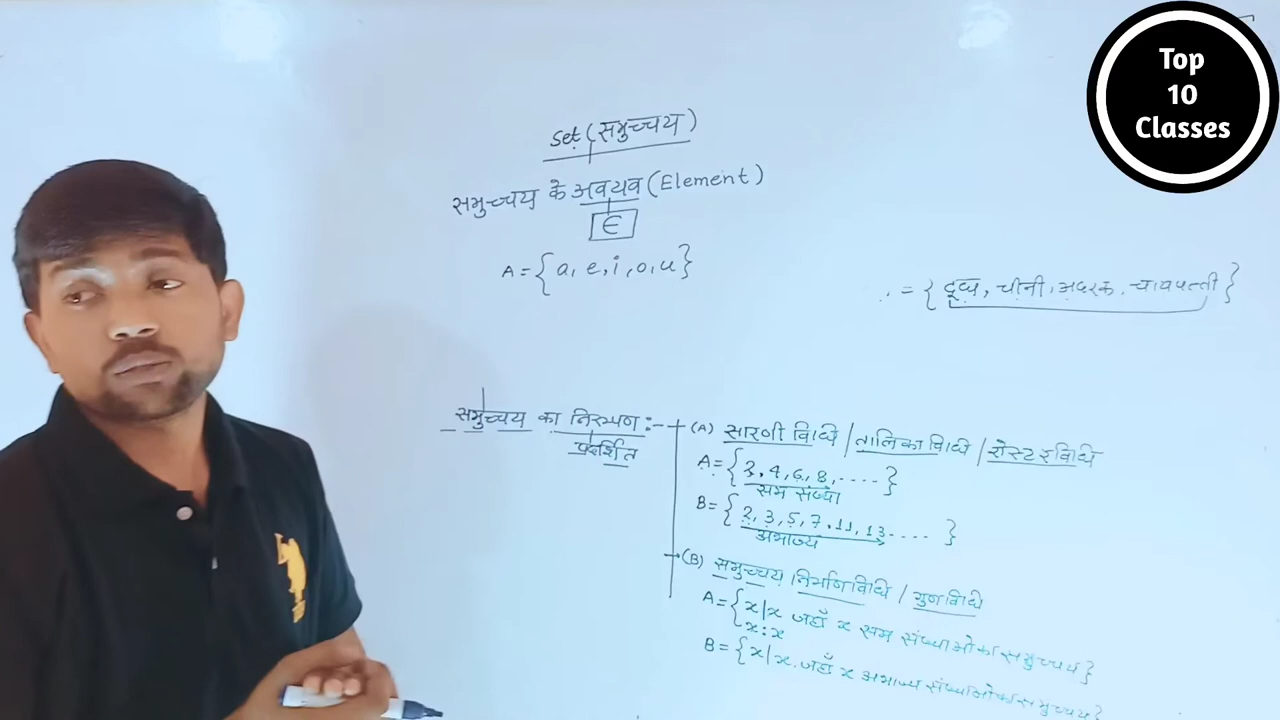 Top
10
Classes
Set (समुच्चय)
समुच्चय के अवयव (Element)
∈
A = { a, e, i, o, u }
= { दूध, चीनी, अदरक, चायपत्ती }
समुच्चय का निरूपण :-
प्रदर्शित
(A) सारणी विधि / तालिका विधि / रोस्टर विधि
A = { 2, 4, 6, 8, ---- }
सम संख्या
B = { 2, 3, 5, 7, 11, 13 ---- }
अभाज्य
(B) समुच्चय निर्माण विधि / गुण विधि
A = { x | x जहाँ x सम संख्याओ का समुच्चय }
x : x
B = { x | x जहाँ x अभाज्य संख्याओ का समुच्चय }